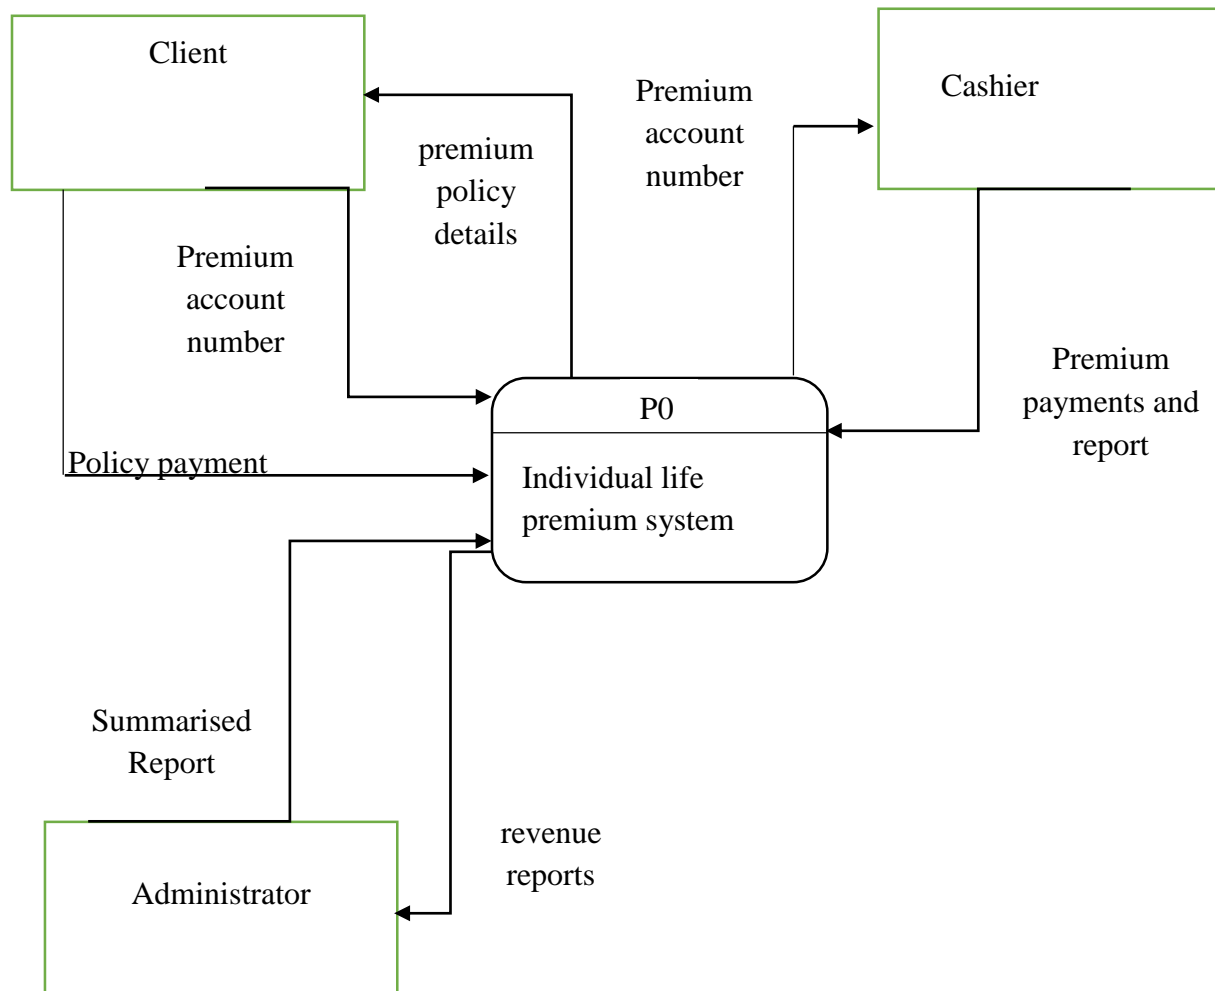 Client
Cashier
Premium
account
number
premium
policy
details
Premium
account
number
Premium
payments and
report
P0
Policy payment
Individual life
premium system
Summarised
Report
revenue
reports
Administrator